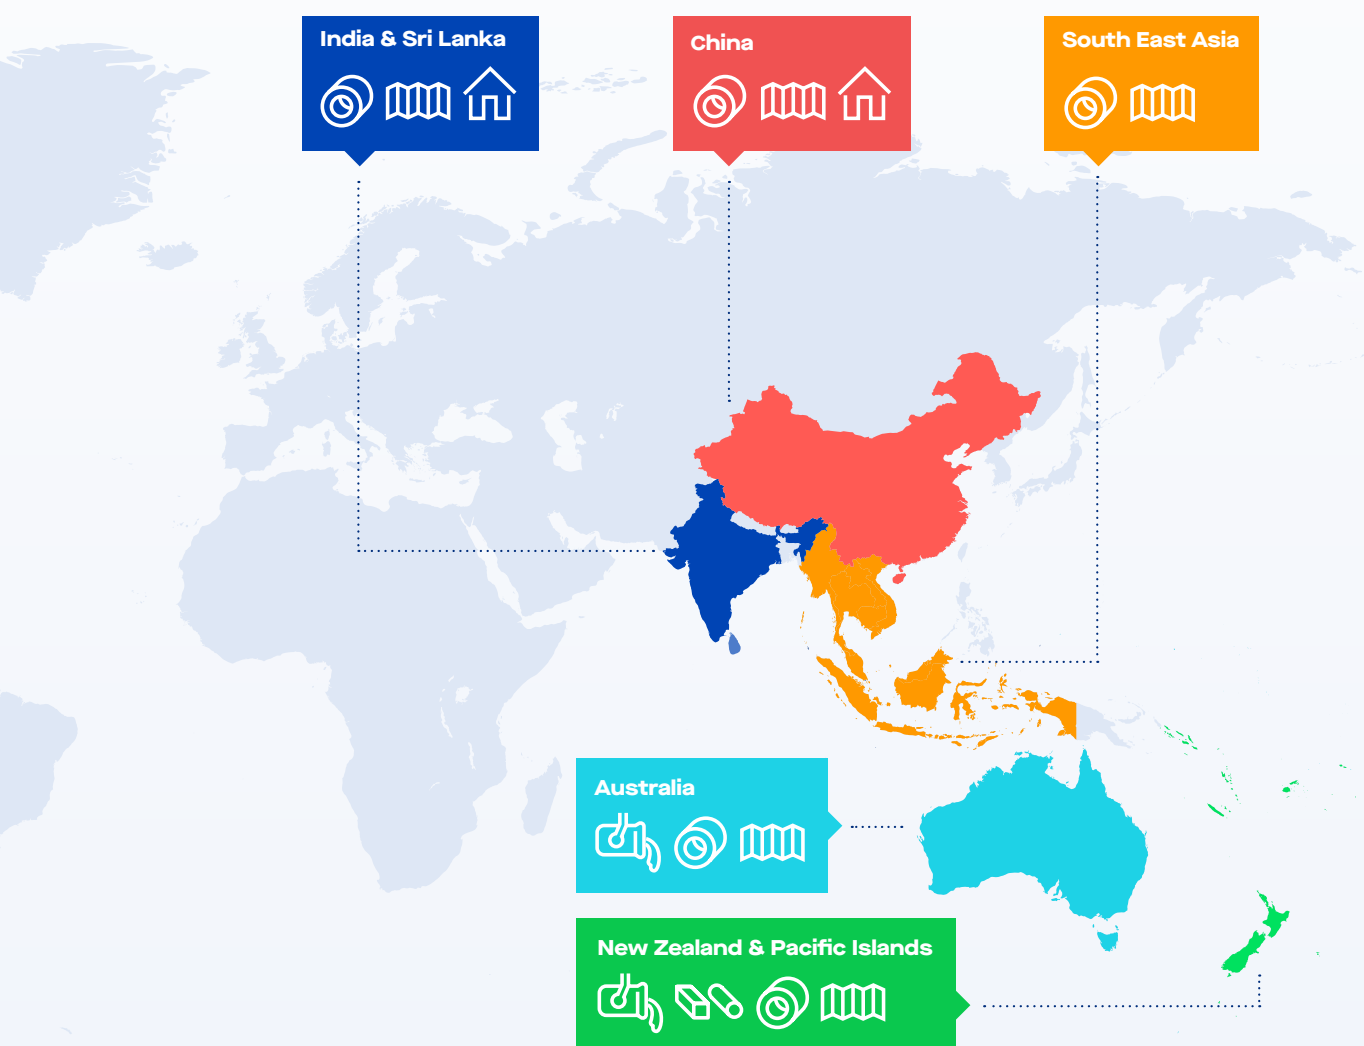 India & Sri Lanka
China
South East Asia
Australia
New Zealand & Pacific Islands